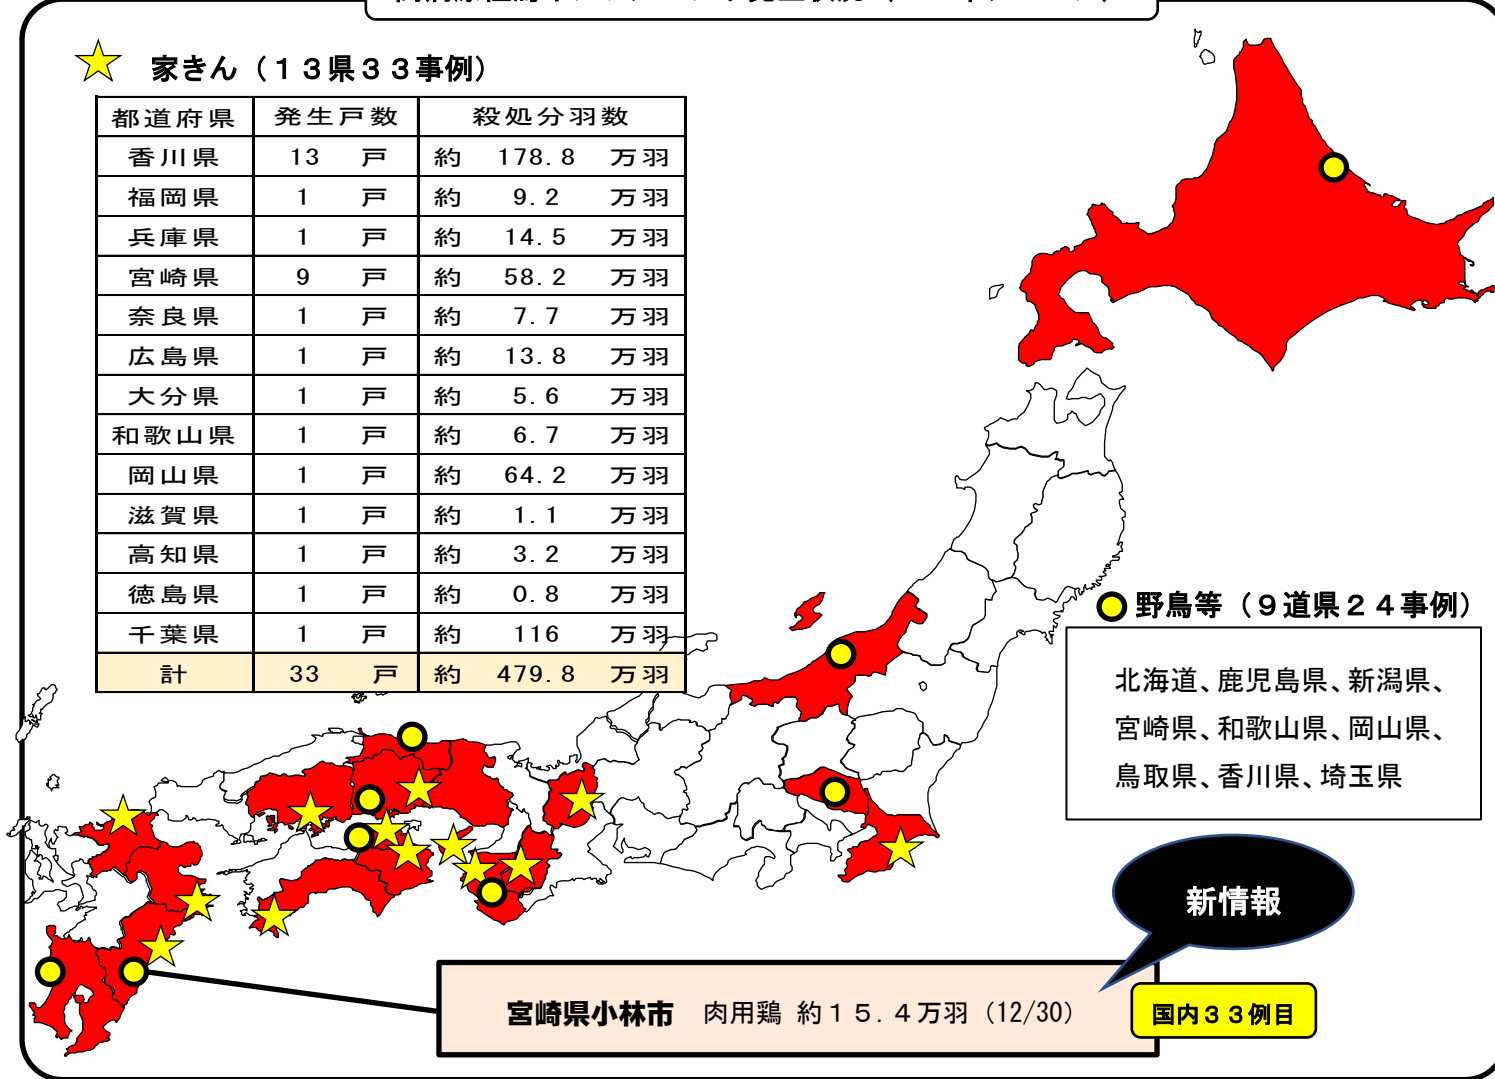 家きん（１３県３３事例）
都道府県 発生戸数 殺処分羽数
香川県 13 戸 約 178.8 万羽
福岡県 1 戸 約 9.2 万羽
兵庫県 1 戸 約 14.5 万羽
宮崎県 9 戸 約 58.2 万羽
奈良県 1 戸 約 7.7 万羽
広島県 1 戸 約 13.8 万羽
大分県 1 戸 約 5.6 万羽
和歌山県 1 戸 約 6.7 万羽
岡山県 1 戸 約 64.2 万羽
滋賀県 1 戸 約 1.1 万羽
高知県 1 戸 約 3.2 万羽
徳島県 1 戸 約 0.8 万羽
千葉県 1 戸 約 116 万羽
計 33 戸 約 479.8 万羽
野鳥等（９道県２４事例）
北海道、鹿児島県、新潟県、
宮崎県、和歌山県、岡山県、
鳥取県、香川県、埼玉県
新情報
宮崎県小林市 肉用鶏 約１５.４万羽（12/30）
国内３３例目